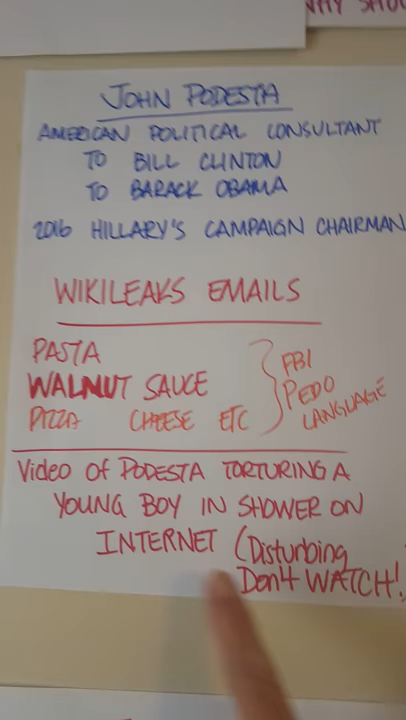 JOHN PODESTA
AMERICAN POLITICAL CONSULTANT
TO BILL CLINTON
TO BARACK OBAMA
2016 HILLARY'S CAMPAIGN CHAIRMAN
WIKILEAKS EMAILS
PASTA
WALNUT SAUCE
PIZZA CHEESE ETC
FBI
PEDO
LANGUAGE
Video of PODESTA TORTURING A
YOUNG BOY IN SHOWER ON
INTERNET (Disturbing
Don't WATCH!